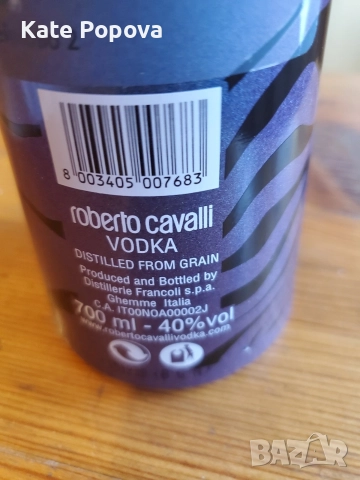 Kate Popova
8 003405 007683
roberto cavalli
VODKA
DISTILLED FROM GRAIN
Produced and Bottled by
Distillerie Francoli s.p.a.
Ghemme Italia
C.A. IT00NOA00002J
700 ml - 40%vol
www.robertocavallivodka.com
BAZAR